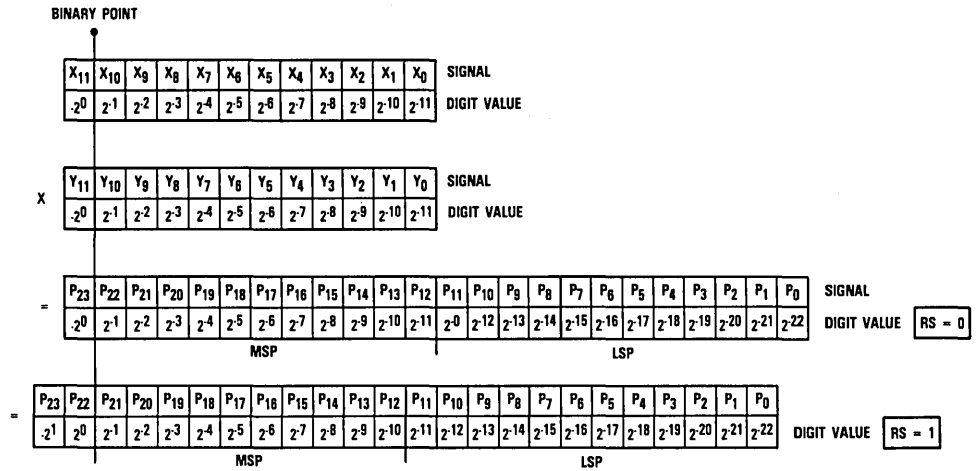 BINARY POINT
X₁₁ X₁₀ X₉ X₈ X₇ X₆ X₅ X₄ X₃ X₂ X₁ X₀ SIGNAL
-2⁰ 2⁻¹ 2⁻² 2⁻³ 2⁻⁴ 2⁻⁵ 2⁻⁶ 2⁻⁷ 2⁻⁸ 2⁻⁹ 2⁻¹⁰ 2⁻¹¹ DIGIT VALUE
X Y₁₁ Y₁₀ Y₉ Y₈ Y₇ Y₆ Y₅ Y₄ Y₃ Y₂ Y₁ Y₀ SIGNAL
-2⁰ 2⁻¹ 2⁻² 2⁻³ 2⁻⁴ 2⁻⁵ 2⁻⁶ 2⁻⁷ 2⁻⁸ 2⁻⁹ 2⁻¹⁰ 2⁻¹¹ DIGIT VALUE
= P₂₃ P₂₂ P₂₁ P₂₀ P₁₉ P₁₈ P₁₇ P₁₆ P₁₅ P₁₄ P₁₃ P₁₂ P₁₁ P₁₀ P₉ P₈ P₇ P₆ P₅ P₄ P₃ P₂ P₁ P₀ SIGNAL
-2⁰ 2⁻¹ 2⁻² 2⁻³ 2⁻⁴ 2⁻⁵ 2⁻⁶ 2⁻⁷ 2⁻⁸ 2⁻⁹ 2⁻¹⁰ 2⁻¹¹ 2⁻⁰ 2⁻¹² 2⁻¹³ 2⁻¹⁴ 2⁻¹⁵ 2⁻¹⁶ 2⁻¹⁷ 2⁻¹⁸ 2⁻¹⁹ 2⁻²⁰ 2⁻²¹ 2⁻²² DIGIT VALUE RS = 0
MSP LSP
= P₂₃ P₂₂ P₂₁ P₂₀ P₁₉ P₁₈ P₁₇ P₁₆ P₁₅ P₁₄ P₁₃ P₁₂ P₁₁ P₁₀ P₉ P₈ P₇ P₆ P₅ P₄ P₃ P₂ P₁ P₀
-2¹ 2⁰ 2⁻¹ 2⁻² 2⁻³ 2⁻⁴ 2⁻⁵ 2⁻⁶ 2⁻⁷ 2⁻⁸ 2⁻⁹ 2⁻¹⁰ 2⁻¹¹ 2⁻¹² 2⁻¹³ 2⁻¹⁴ 2⁻¹⁵ 2⁻¹⁶ 2⁻¹⁷ 2⁻¹⁸ 2⁻¹⁹ 2⁻²⁰ 2⁻²¹ 2⁻²² DIGIT VALUE RS = 1
MSP LSP